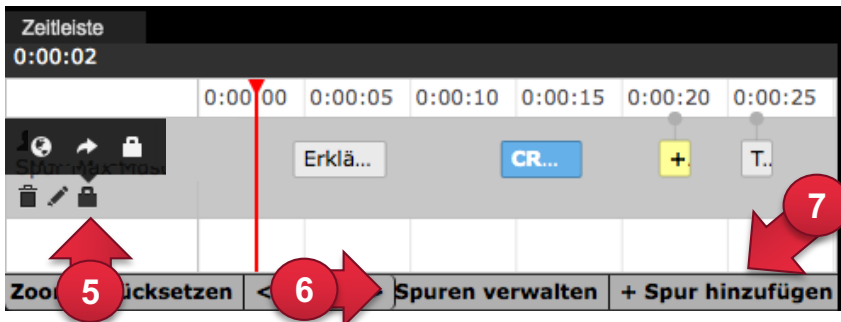 Zeitleiste
0:00:02
0:00:00 0:00:05 0:00:10 0:00:15 0:00:20 0:00:25
Erklä... CR... + T..
7
5 6
Spuren verwalten + Spur hinzufügen